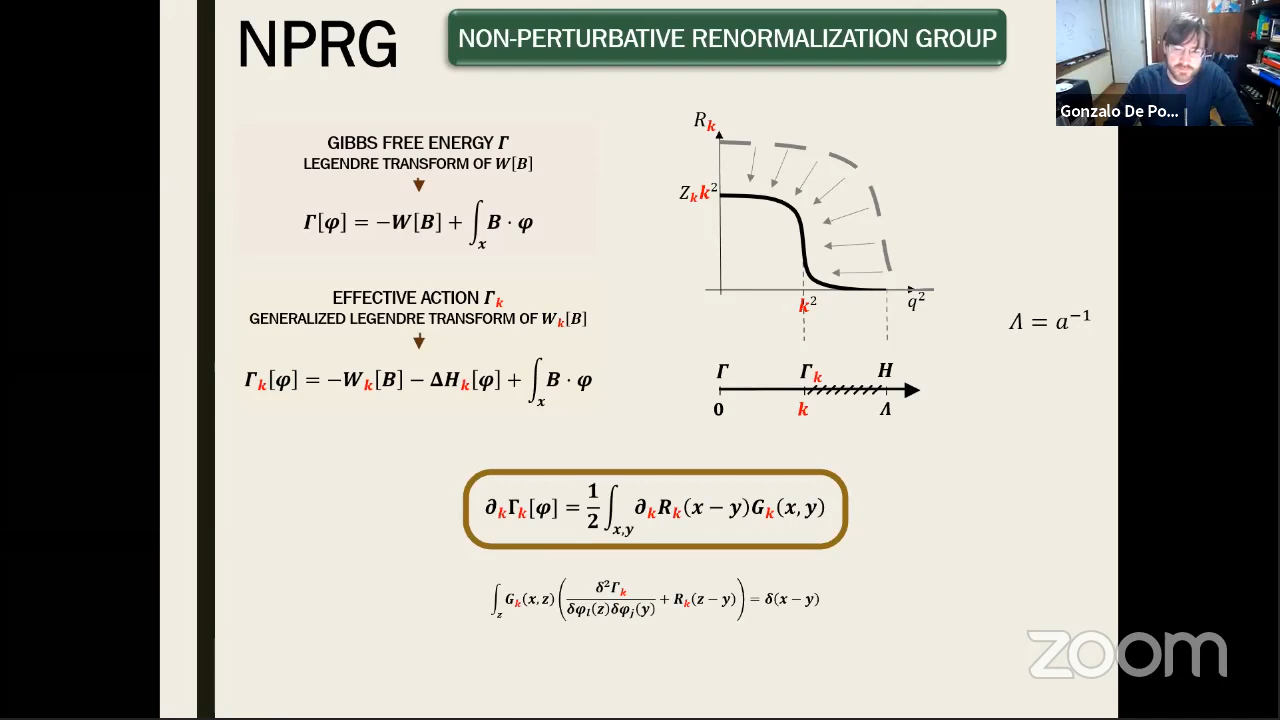 NPRG
NON-PERTURBATIVE RENORMALIZATION GROUP
Gonzalo De Po...
GIBBS FREE ENERGY Γ
LEGENDRE TRANSFORM OF W[B]
Γ[φ] = −W[B] + ∫ₓ B · φ
EFFECTIVE ACTION Γₖ
GENERALIZED LEGENDRE TRANSFORM OF Wₖ[B]
Γₖ[φ] = −Wₖ[B] − ΔHₖ[φ] + ∫ₓ B · φ
Rₖ
Zₖk²
k² q²
Λ = a⁻¹
Γ Γₖ H
0 k Λ
∂ₖΓₖ[φ] = 1/2 ∫ₓ,ᵧ ∂ₖRₖ(x − y)Gₖ(x, y)
∫_z Gₖ(x, z) (δ²Γₖ / δφₗ(z)δφⱼ(y) + Rₖ(z − y)) = δ(x − y)
zoom